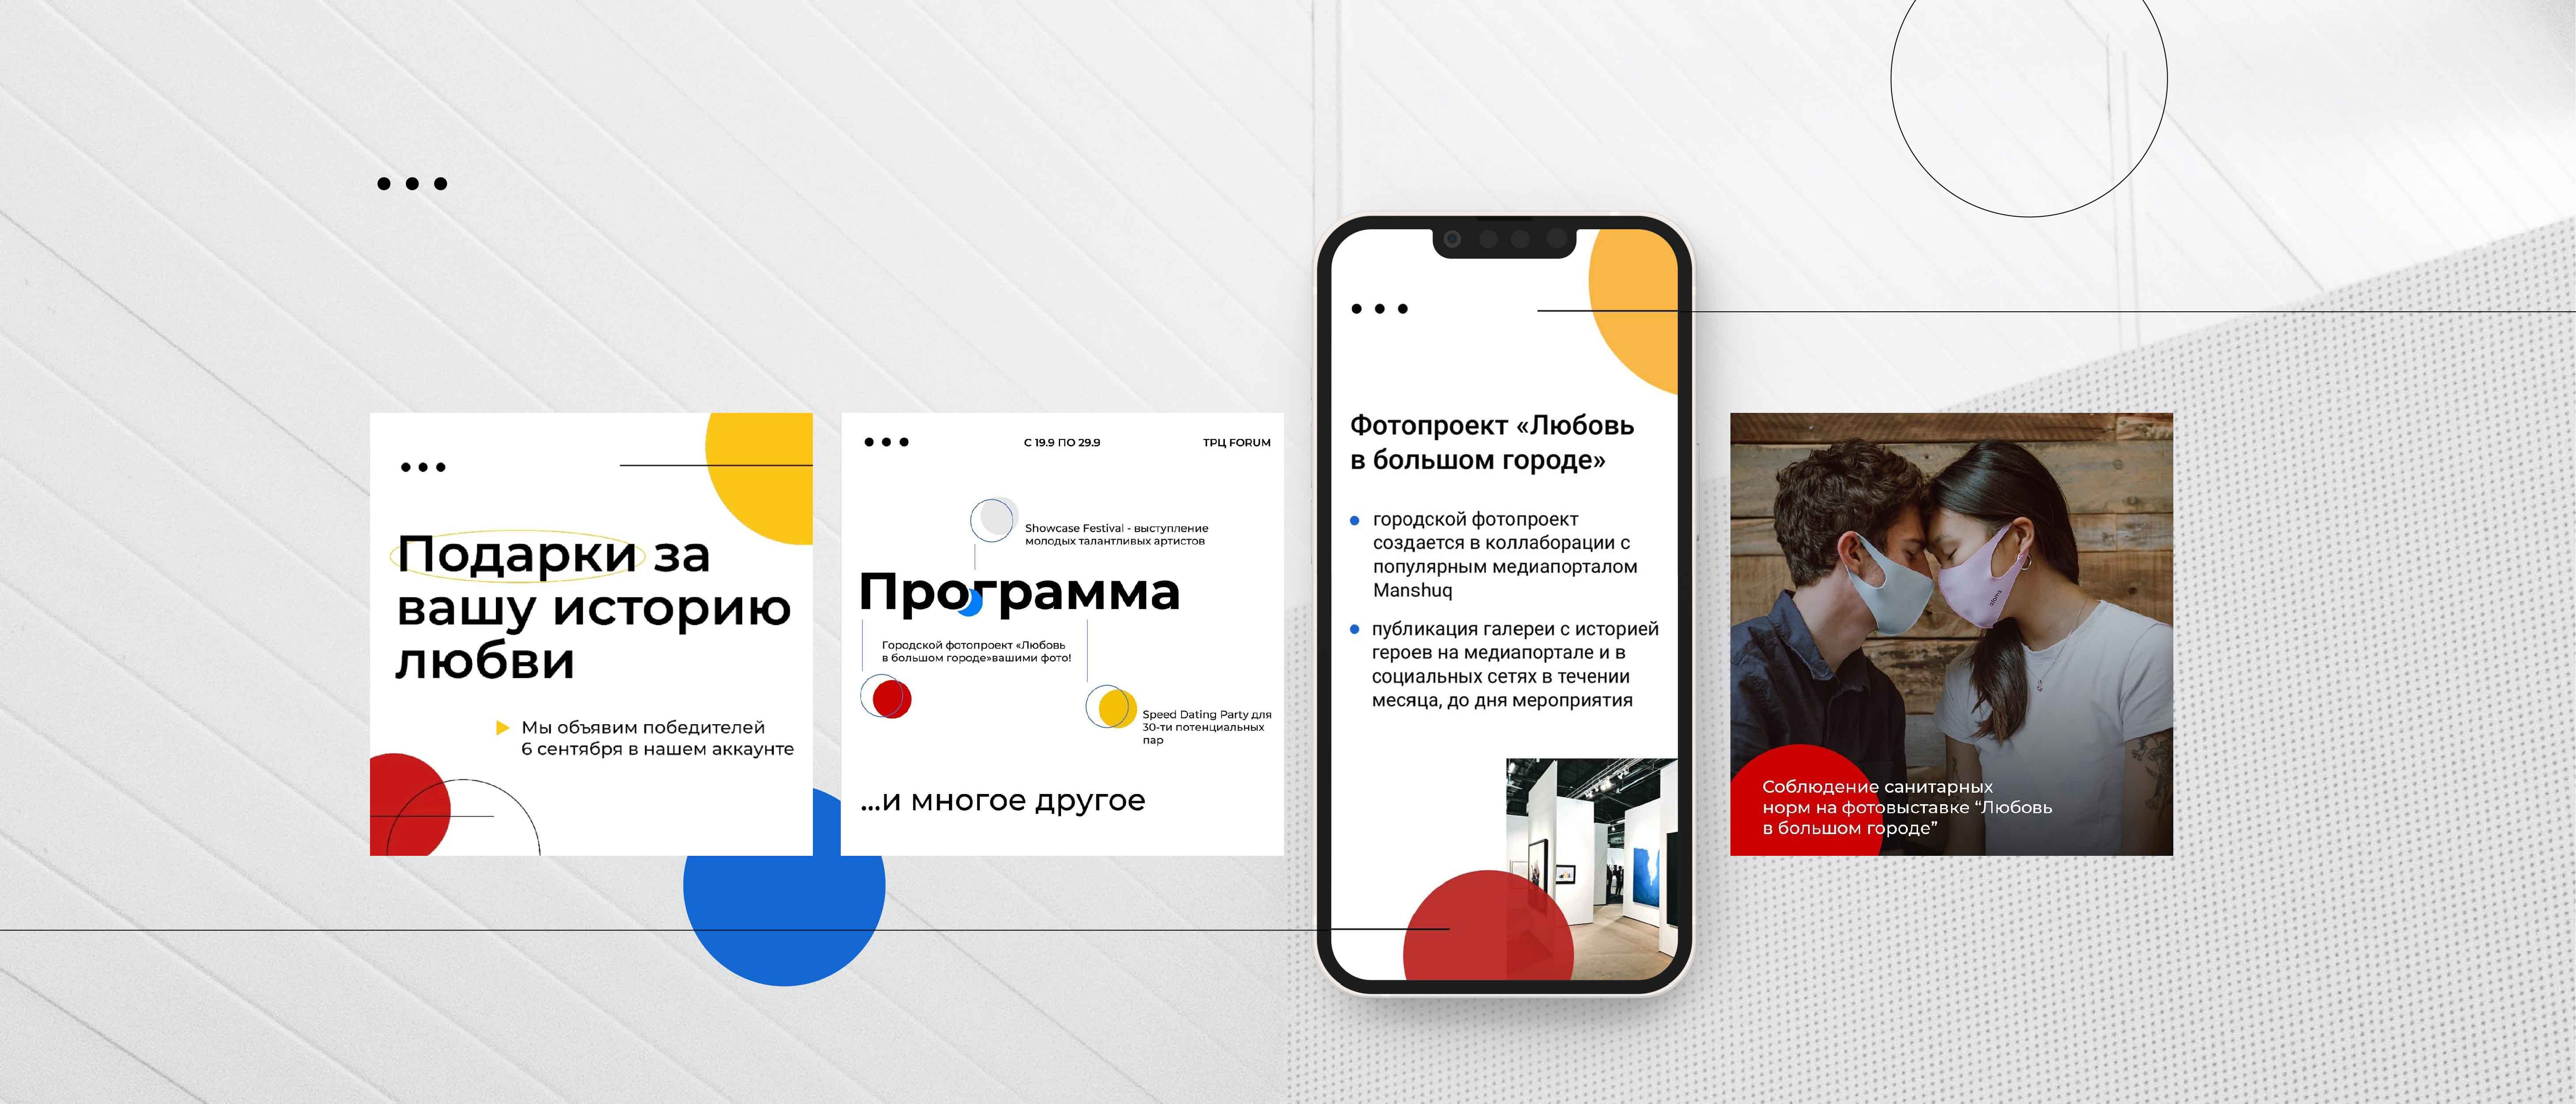 Подарки за
вашу историю
любви
Мы объявим победителей
6 сентября в нашем аккаунте
С 19.9 ПО 29.9
ТРЦ FORUM
Showcase Festival - выступление
молодых талантливых артистов
Программа
Городской фотопроект «Любовь
в большом городе»вашими фото!
Speed Dating Party для
30-ти потенциальных
пар
...и многое другое
Фотопроект «Любовь
в большом городе»
городской фотопроект
создается в коллаборации с
популярным медиапорталом
Manshuq
публикация галереи с историей
героев на медиапортале и в
социальных сетях в течении
месяца, до дня мероприятия
atoms
Соблюдение санитарных
норм на фотовыставке “Любовь
в большом городе”